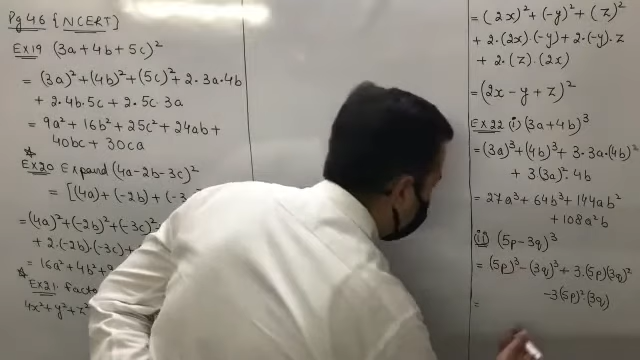 Pg 46 {NCERT}
Ex 19 (3a+4b+5c)²
= (3a)²+(4b)²+(5c)²+2·3a·4b
+2·4b·5c+2·5c·3a
= 9a²+16b²+25c²+24ab+
40bc+30ca
* Ex20 Expand (4a-2b-3c)²
= [(4a)+(-2b)+(-3
=(4a)²+(-2b)²+(-3c)²
+2·(-2b)·(-3c)+
= 16a²+4b²+9
* Ex21. facto
4x²+y²+z²
= (2x)²+(-y)²+(z)²
+2·(2x)·(-y)+2·(-y)·z
+2·(z)·(2x)
= (2x-y+z)²
Ex 22 i) (3a+4b)³
=(3a)³+(4b)³+3·3a·(4b)²
+3(3a)²·4b
= 27a³+64b³+144ab²
+108a²b
ii) (5p-3q)³
= (5p)³-(3q)³+3·(5p)(3q)²
-3(5p)²(3q)
=